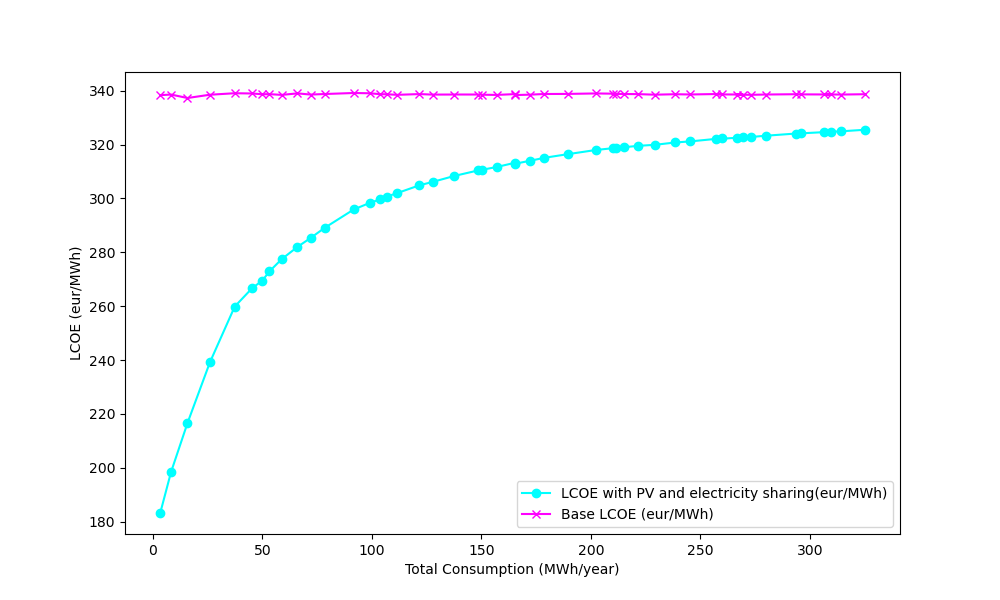 340
320
300
280
260
240
220
200
180
LCOE (eur/MWh)
LCOE with PV and electricity sharing(eur/MWh)
Base LCOE (eur/MWh)
0 50 100 150 200 250 300
Total Consumption (MWh/year)